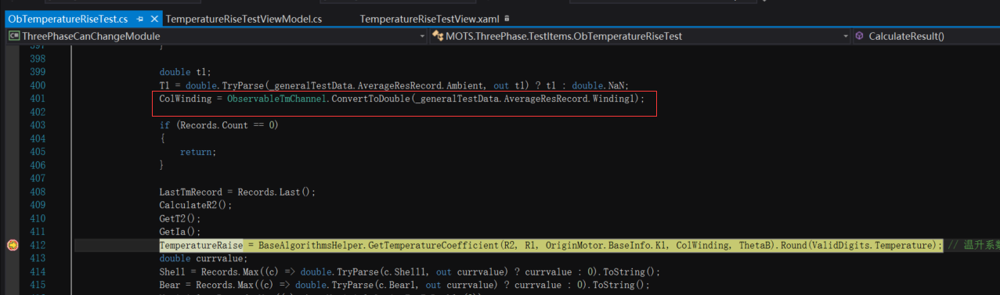 ObTemperatureRiseTest.cs TemperatureRiseTestViewModel.cs TemperatureRiseTestView.xaml
ThreePhaseCanChangeModule MOTS.ThreePhase.TestItems.ObTemperatureRiseTest CalculateResult()
397 }
398
399 double t1;
400 T1 = double.TryParse(_generalTestData.AverageResRecord.Ambient, out t1) ? t1 : double.NaN;
401 ColWinding = ObservableTmChannel.ConvertToDouble(_generalTestData.AverageResRecord.Winding1);
402
403 if (Records.Count == 0)
404 {
405 return;
406 }
407
408 LastTmRecord = Records.Last();
409 CalculateR2();
410 GetT2();
411 GetIa();
412 TemperatureRaise = BaseAlgorithmsHelper.GetTemperatureCoefficient(R2, R1, OriginMotor.BaseInfo.K1, ColWinding, ThetaB).Round(ValidDigits.Temperature); // 温升系
413 double currvalue;
414 Shell = Records.Max((c) => double.TryParse(c.Shell1, out currvalue) ? currvalue : 0).ToString();
415 Bear = Records.Max((c) => double.TryParse(c.Bear1, out currvalue) ? currvalue : 0).ToString();